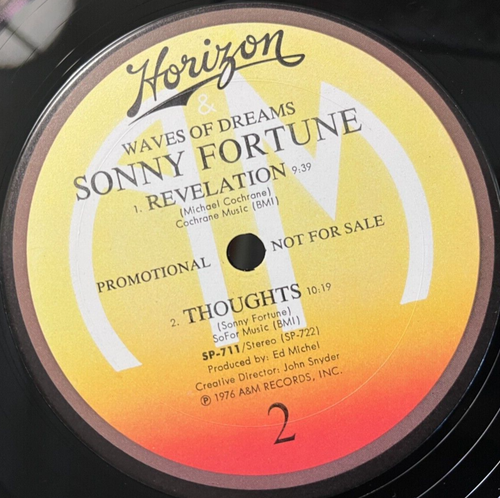 Horizon
&
A M
WAVES OF DREAMS
SONNY FORTUNE
1. REVELATION 9:39
(Michael Cochrane)
Cochrane Music (BMI)
PROMOTIONAL NOT FOR SALE
2. THOUGHTS 10:19
(Sonny Fortune)
SoFor Music (BMI)
SP-711/Stereo (SP-722)
Produced by: Ed Michel
Creative Director: John Snyder
℗ 1976 A&M RECORDS, INC.
2